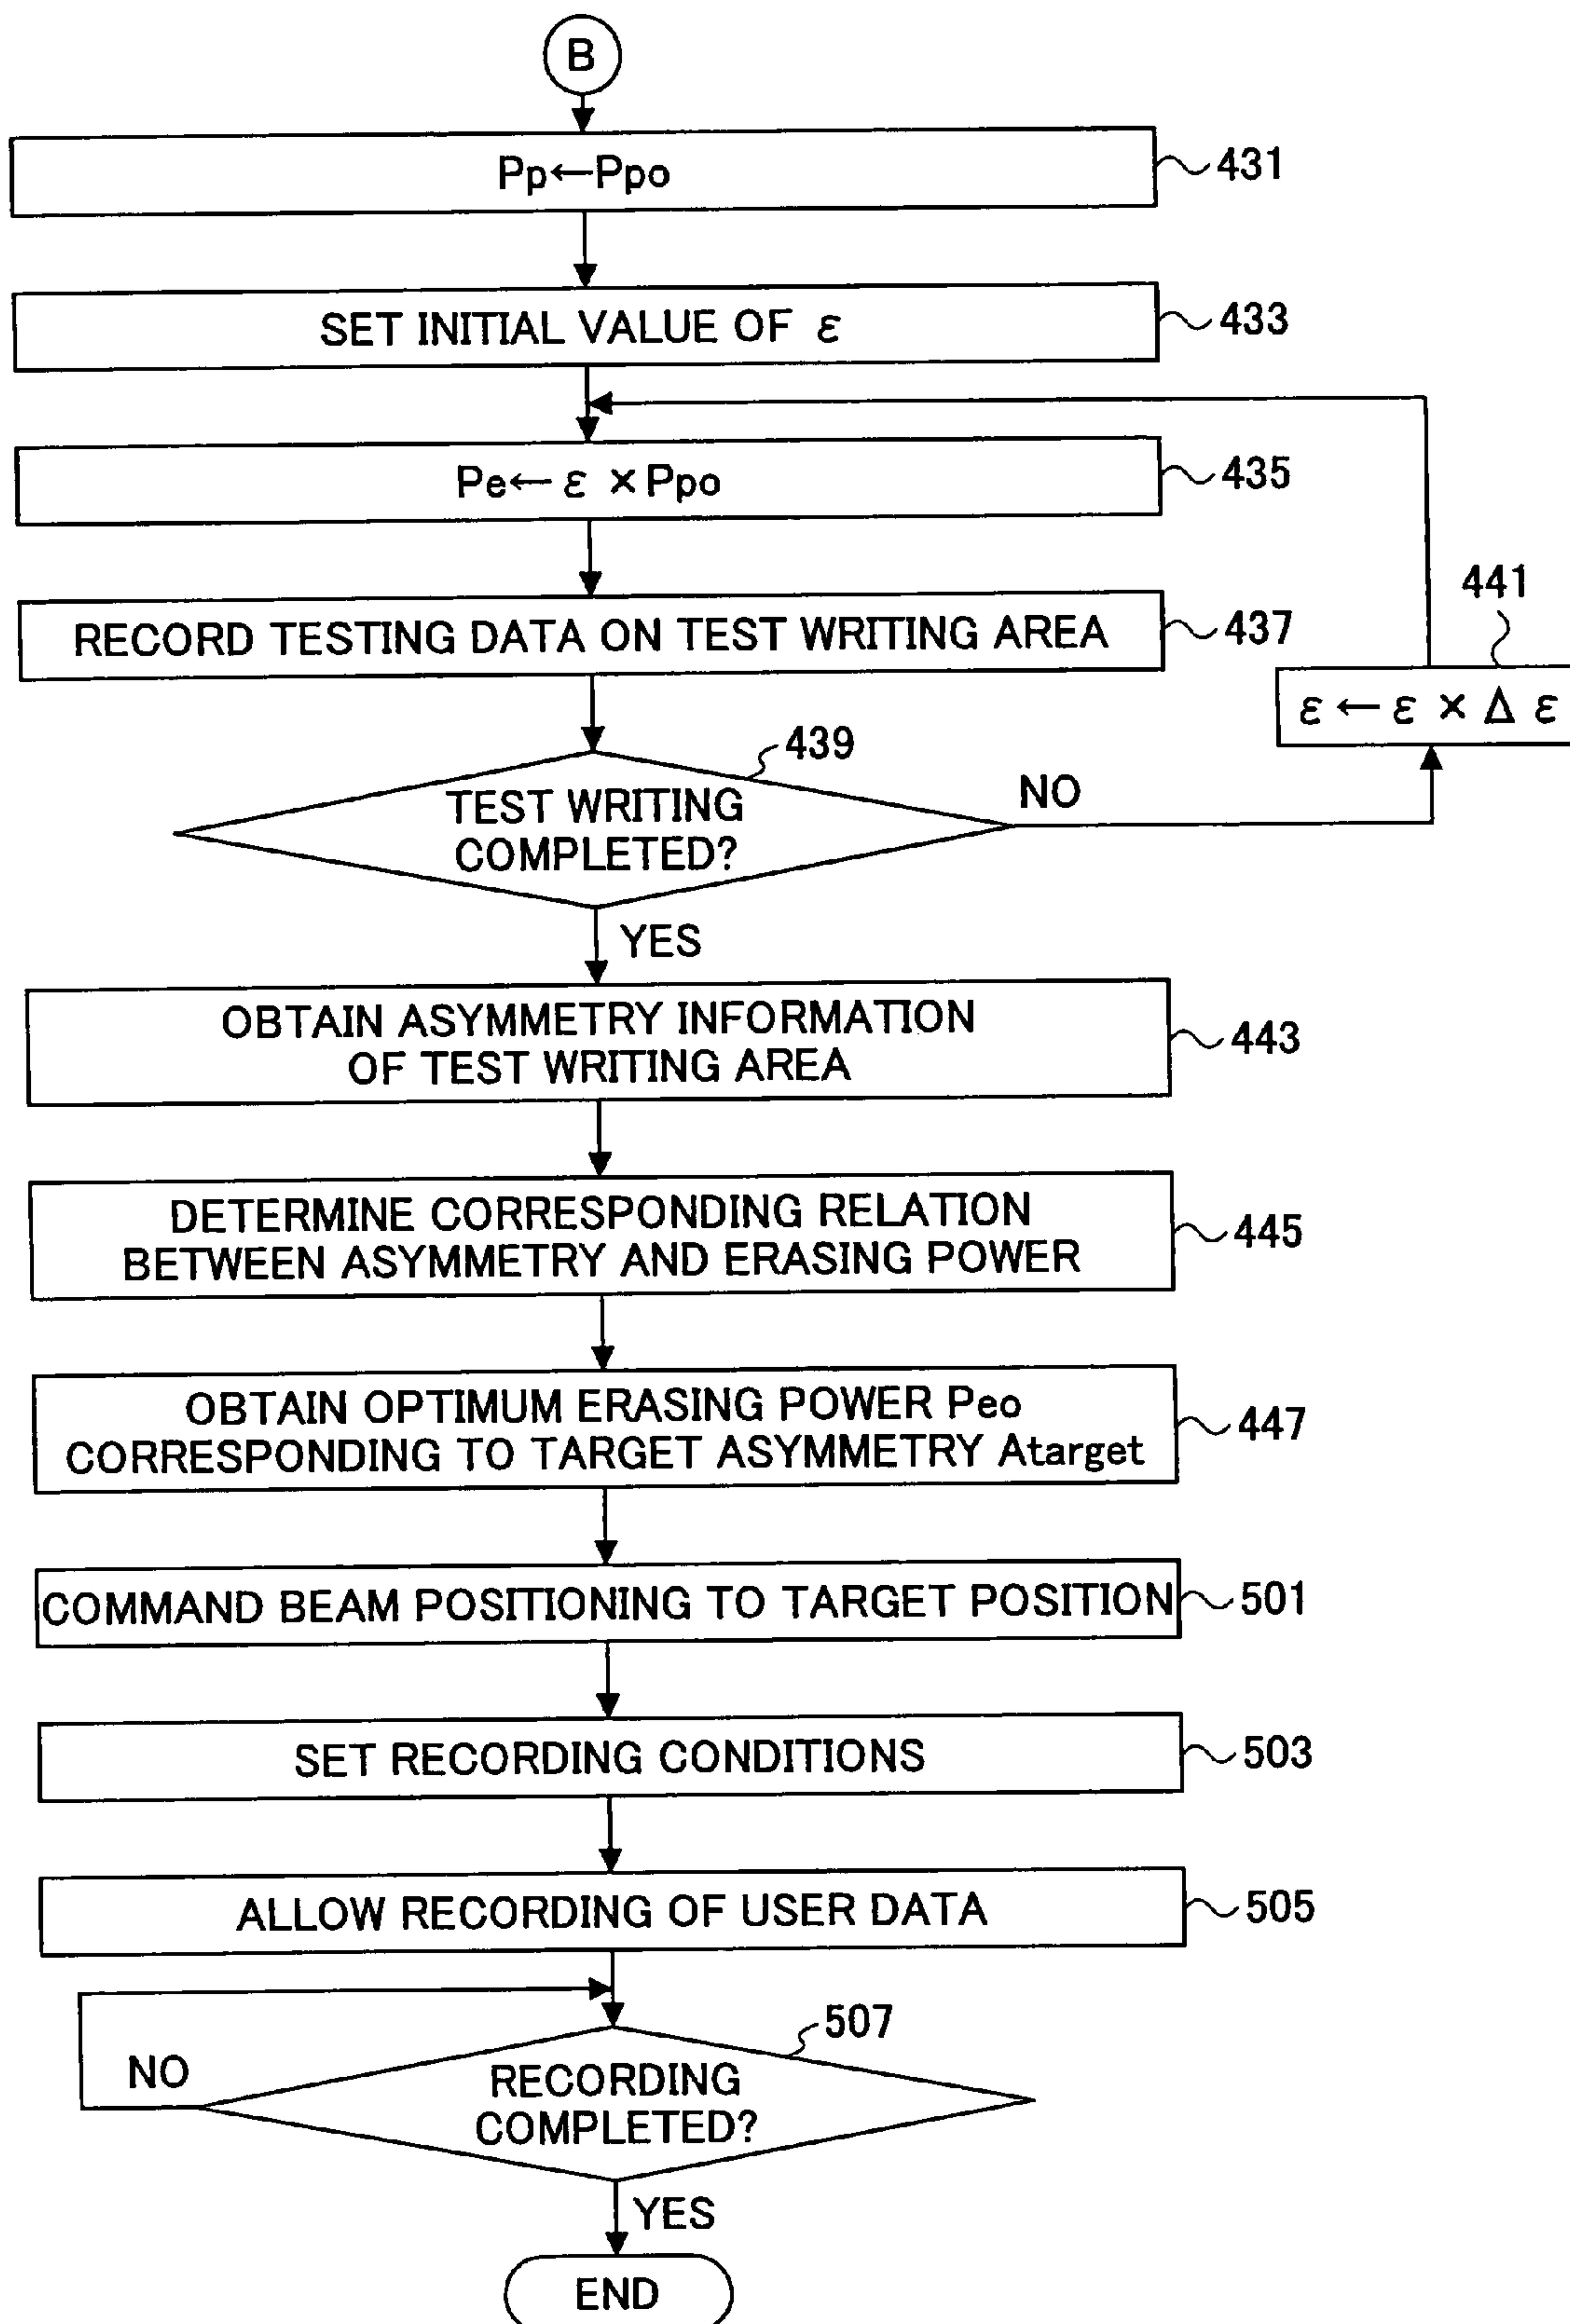 B
Pp←Ppo
431
SET INITIAL VALUE OF ε
433
Pe← ε ×Ppo
435
RECORD TESTING DATA ON TEST WRITING AREA
437
441
ε ← ε × Δ ε
439
TEST WRITING
COMPLETED?
NO
YES
OBTAIN ASYMMETRY INFORMATION
OF TEST WRITING AREA
443
DETERMINE CORRESPONDING RELATION
BETWEEN ASYMMETRY AND ERASING POWER
445
OBTAIN OPTIMUM ERASING POWER Peo
CORRESPONDING TO TARGET ASYMMETRY Atarget
447
COMMAND BEAM POSITIONING TO TARGET POSITION
501
SET RECORDING CONDITIONS
503
ALLOW RECORDING OF USER DATA
505
507
NO
RECORDING
COMPLETED?
YES
END